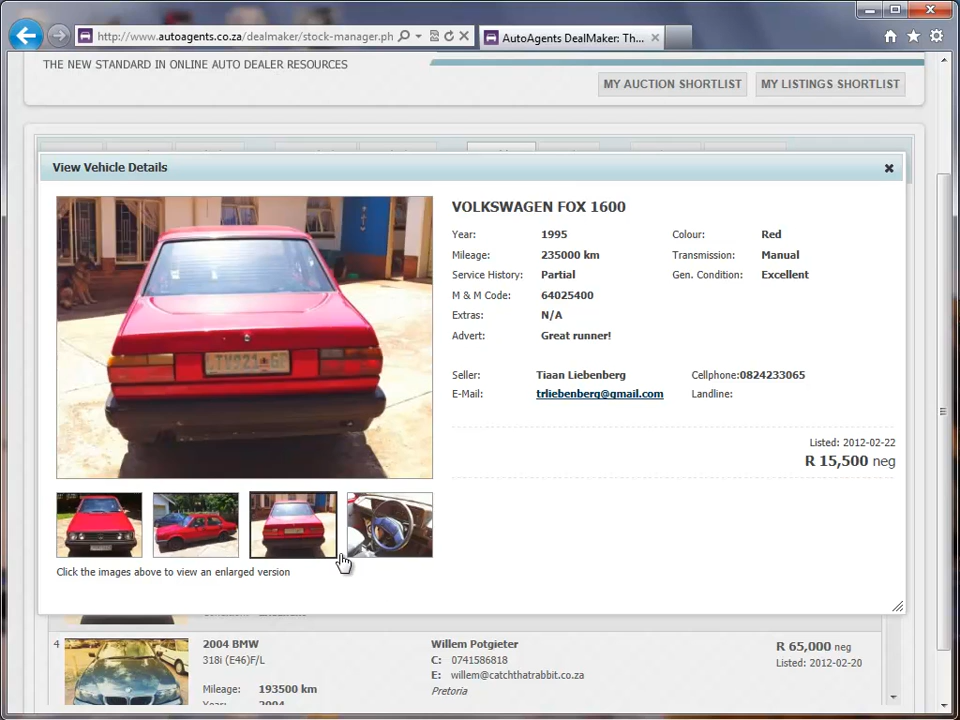 http://www.autoagents.co.za/dealmaker/stock-manager.ph
AutoAgents DealMaker: Th...
THE NEW STANDARD IN ONLINE AUTO DEALER RESOURCES
MY AUCTION SHORTLIST
MY LISTINGS SHORTLIST
View Vehicle Details
VOLKSWAGEN FOX 1600
Year: 1995 Colour: Red
Mileage: 235000 km Transmission: Manual
Service History: Partial Gen. Condition: Excellent
M & M Code: 64025400
Extras: N/A
Advert: Great runner!
Seller: Tiaan Liebenberg Cellphone:0824233065
E-Mail: trliebenberg@gmail.com Landline:
Listed: 2012-02-22
R 15,500 neg
Click the images above to view an enlarged version
4 2004 BMW Willem Potgieter R 65,000 neg
318i (E46)F/L C: 0741586818 Listed: 2012-02-20
E: willem@catchthatrabbit.co.za
Mileage: 193500 km Pretoria
Year: 2004